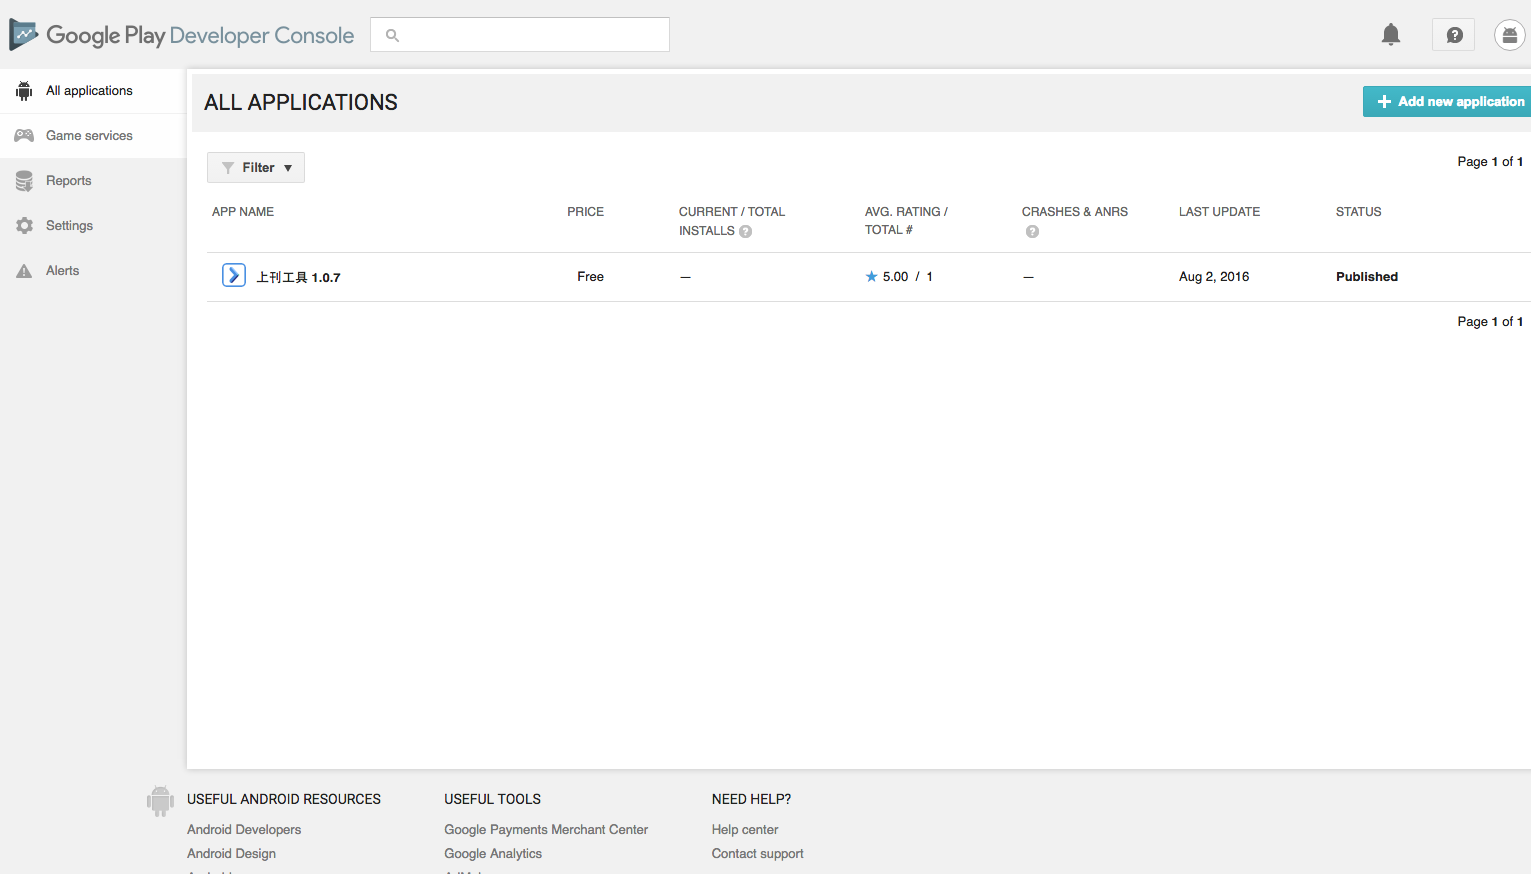 Google Play Developer Console
All applications
Game services
Reports
Settings
Alerts
ALL APPLICATIONS
Add new application
Filter
Page 1 of 1
APP NAME
PRICE
CURRENT / TOTAL
INSTALLS
AVG. RATING /
TOTAL #
CRASHES & ANRS
LAST UPDATE
STATUS
上刊工具 1.0.7
Free
—
5.00 / 1
—
Aug 2, 2016
Published
Page 1 of 1
USEFUL ANDROID RESOURCES
Android Developers
Android Design
USEFUL TOOLS
Google Payments Merchant Center
Google Analytics
NEED HELP?
Help center
Contact support